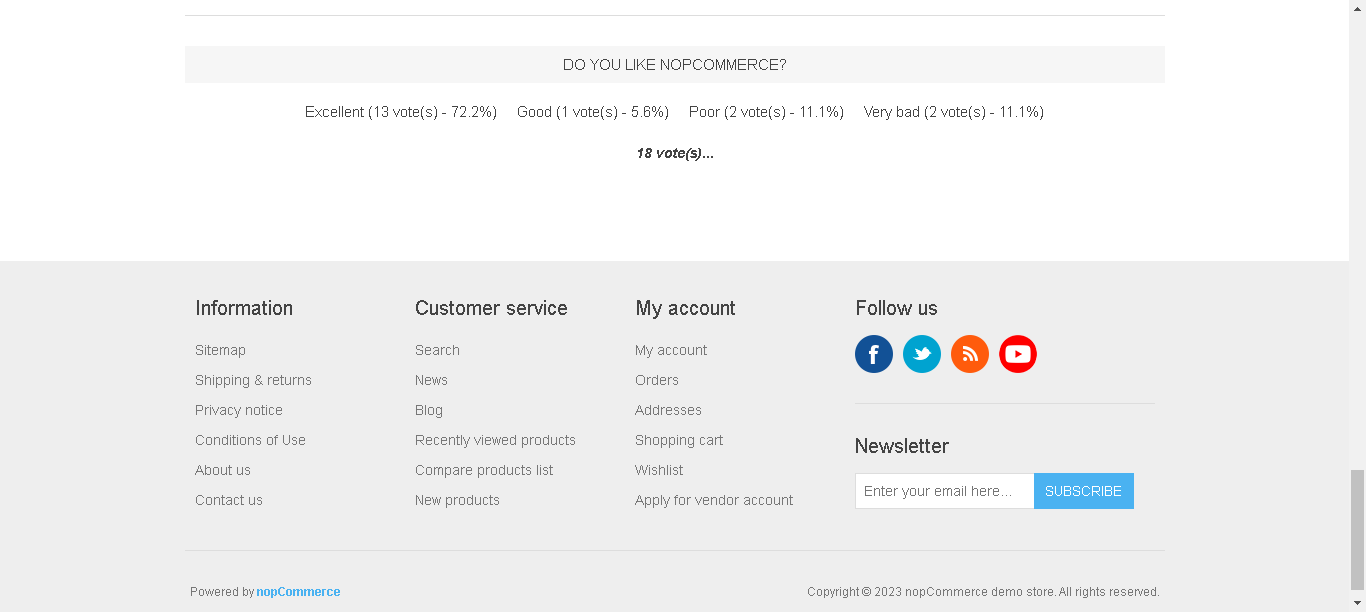 DO YOU LIKE NOPCOMMERCE?
Excellent (13 vote(s) - 72.2%) Good (1 vote(s) - 5.6%) Poor (2 vote(s) - 11.1%) Very bad (2 vote(s) - 11.1%)
18 vote(s)...
Information
Sitemap
Shipping & returns
Privacy notice
Conditions of Use
About us
Contact us
Customer service
Search
News
Blog
Recently viewed products
Compare products list
New products
My account
My account
Orders
Addresses
Shopping cart
Wishlist
Apply for vendor account
Follow us
Newsletter
Enter your email here... SUBSCRIBE
Powered by nopCommerce
Copyright © 2023 nopCommerce demo store. All rights reserved.